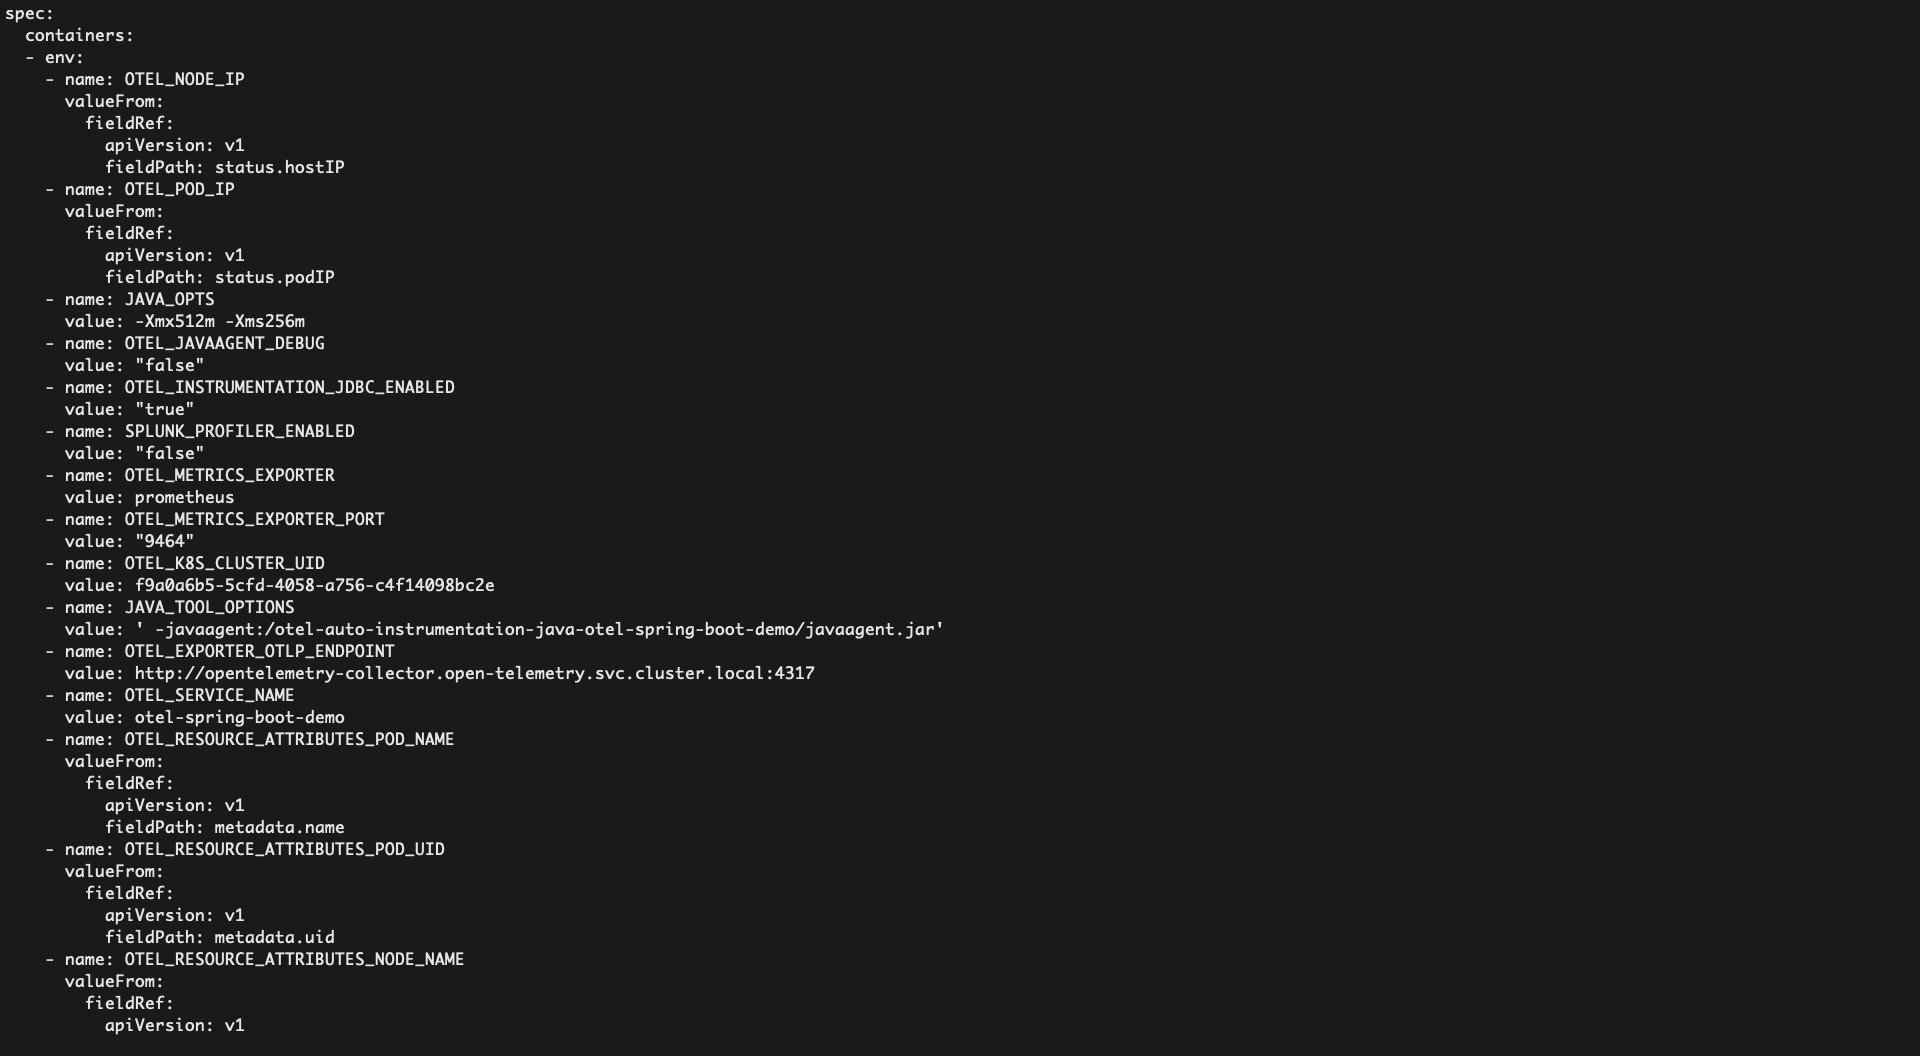 spec:
  containers:
  - env:
    - name: OTEL_NODE_IP
      valueFrom:
        fieldRef:
          apiVersion: v1
          fieldPath: status.hostIP
    - name: OTEL_POD_IP
      valueFrom:
        fieldRef:
          apiVersion: v1
          fieldPath: status.podIP
    - name: JAVA_OPTS
      value: -Xmx512m -Xms256m
    - name: OTEL_JAVAAGENT_DEBUG
      value: "false"
    - name: OTEL_INSTRUMENTATION_JDBC_ENABLED
      value: "true"
    - name: SPLUNK_PROFILER_ENABLED
      value: "false"
    - name: OTEL_METRICS_EXPORTER
      value: prometheus
    - name: OTEL_METRICS_EXPORTER_PORT
      value: "9464"
    - name: OTEL_K8S_CLUSTER_UID
      value: f9a0a6b5-5cfd-4058-a756-c4f14098bc2e
    - name: JAVA_TOOL_OPTIONS
      value: ' -javaagent:/otel-auto-instrumentation-java-otel-spring-boot-demo/javaagent.jar'
    - name: OTEL_EXPORTER_OTLP_ENDPOINT
      value: http://opentelemetry-collector.open-telemetry.svc.cluster.local:4317
    - name: OTEL_SERVICE_NAME
      value: otel-spring-boot-demo
    - name: OTEL_RESOURCE_ATTRIBUTES_POD_NAME
      valueFrom:
        fieldRef:
          apiVersion: v1
          fieldPath: metadata.name
    - name: OTEL_RESOURCE_ATTRIBUTES_POD_UID
      valueFrom:
        fieldRef:
          apiVersion: v1
          fieldPath: metadata.uid
    - name: OTEL_RESOURCE_ATTRIBUTES_NODE_NAME
      valueFrom:
        fieldRef:
          apiVersion: v1